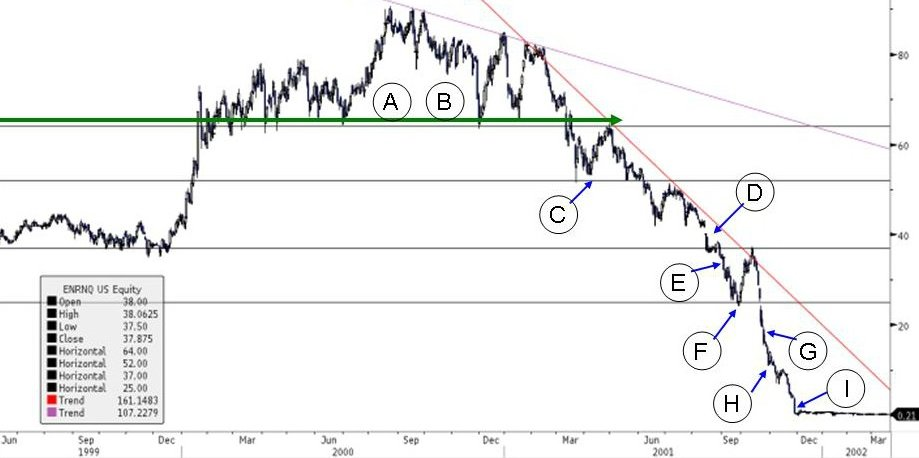 80
A B
60
C
D
40
E
ENRNQ US Equity
Open 38.00
High 38.0625
Low 37.50
Close 37.875
Horizontal 64.00
Horizontal 52.00
Horizontal 37.00
Horizontal 25.00
Trend 161.1483
Trend 107.2279
20
F
G
H
I
0.21
Jun Sep Dec Mar Jun Sep Dec Mar Jun Sep Dec Mar
1999 2000 2001 2002